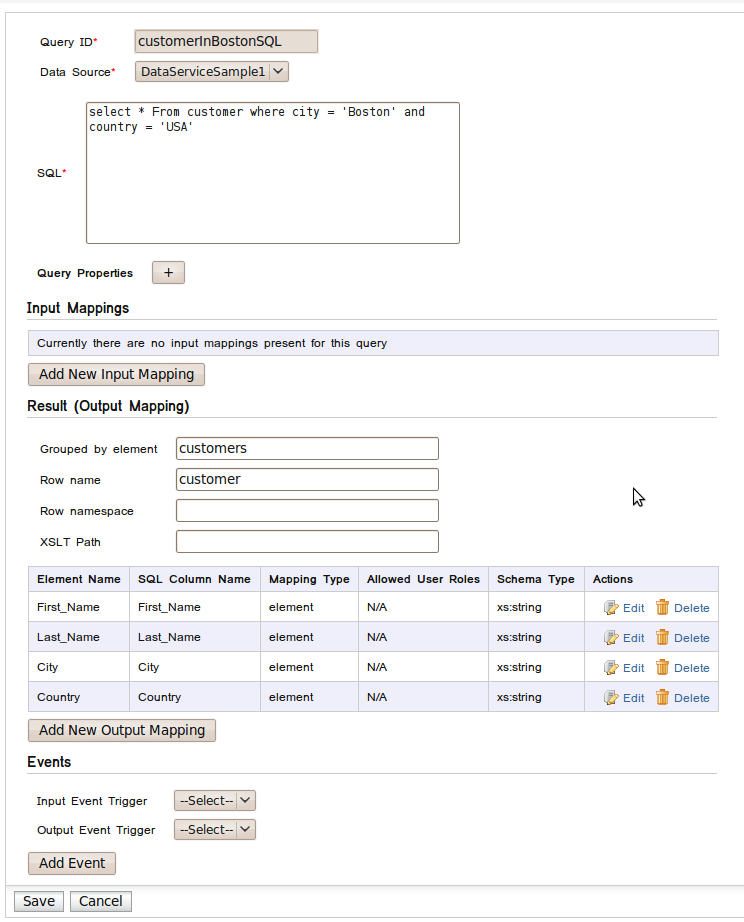 Query ID* customerInBostonSQL
Data Source* DataServiceSample1
select * From customer where city = 'Boston' and
country = 'USA'
SQL*
Query Properties +
Input Mappings
Currently there are no input mappings present for this query
Add New Input Mapping
Result (Output Mapping)
Grouped by element customers
Row name customer
Row namespace
XSLT Path
Element Name SQL Column Name Mapping Type Allowed User Roles Schema Type Actions
First_Name First_Name element N/A xs:string Edit Delete
Last_Name Last_Name element N/A xs:string Edit Delete
City City element N/A xs:string Edit Delete
Country Country element N/A xs:string Edit Delete
Add New Output Mapping
Events
Input Event Trigger --Select--
Output Event Trigger --Select--
Add Event
Save Cancel